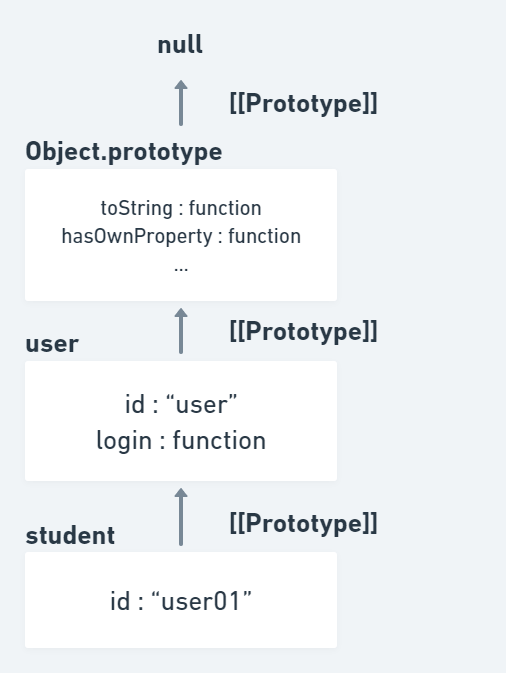 null
[[Prototype]]
Object.prototype
toString : function
hasOwnProperty : function
...
[[Prototype]]
user
id : “user”
login : function
[[Prototype]]
student
id : “user01”